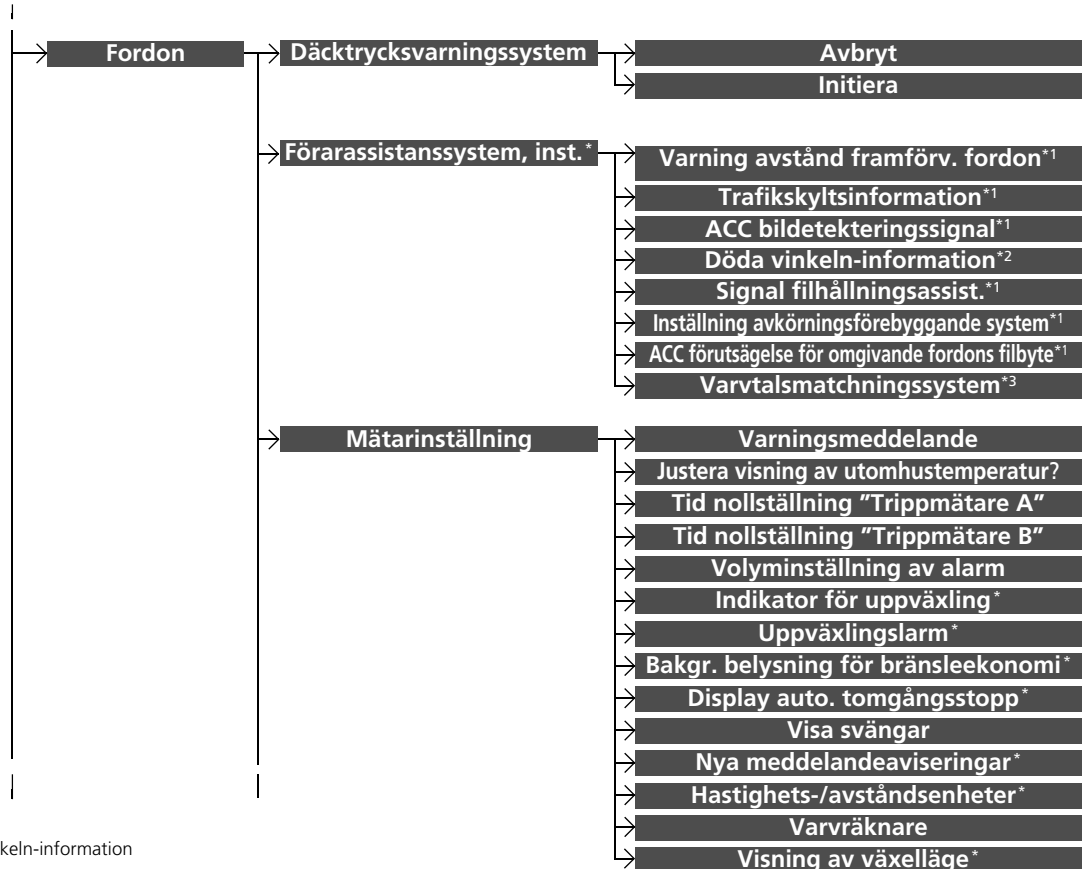 Fordon
Däcktrycksvarningssystem
Avbryt
Initiera
Förarassistanssystem, inst.*
Varning avstånd framförv. fordon*1
Trafikskyltsinformation*1
ACC bildetekteringssignal*1
Döda vinkeln-information*2
Signal filhållningsassist.*1
Inställning avkörningsförebyggande system*1
ACC förutsägelse för omgivande fordons filbyte*1
Varvtalsmatchningssystem*3
Mätarinställning
Varningsmeddelande
Justera visning av utomhustemperatur?
Tid nollställning "Trippmätare A"
Tid nollställning "Trippmätare B"
Volyminställning av alarm
Indikator för uppväxling*
Uppväxlingslarm*
Bakgr. belysning för bränsleekonomi*
Display auto. tomgångsstopp*
Visa svängar
Nya meddelandeaviseringar*
Hastighets-/avståndsenheter*
Varvräknare
Visning av växelläge*
keln-information